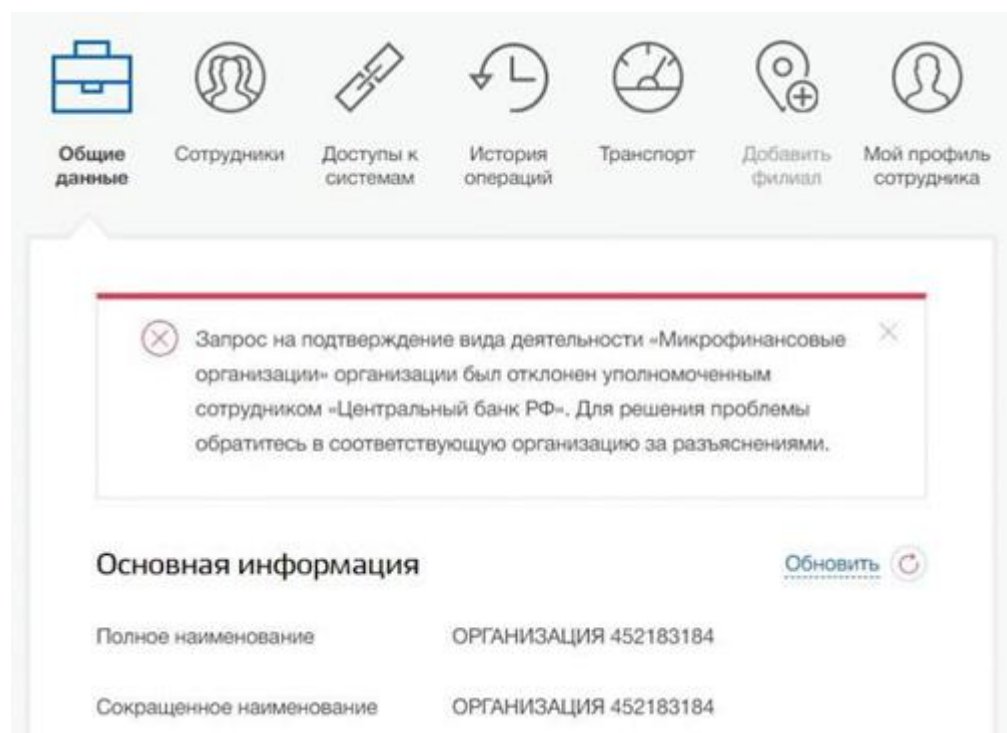 Общие данные
Сотрудники
Доступы к системам
История операций
Транспорт
Добавить филиал
Мой профиль сотрудника
Запрос на подтверждение вида деятельности «Микрофинансовые
организации» организации был отклонен уполномоченным
сотрудником «Центральный банк РФ». Для решения проблемы
обратитесь в соответствующую организацию за разъяснениями.
Основная информация
Обновить
Полное наименование ОРГАНИЗАЦИЯ 452183184
Сокращенное наименование ОРГАНИЗАЦИЯ 452183184